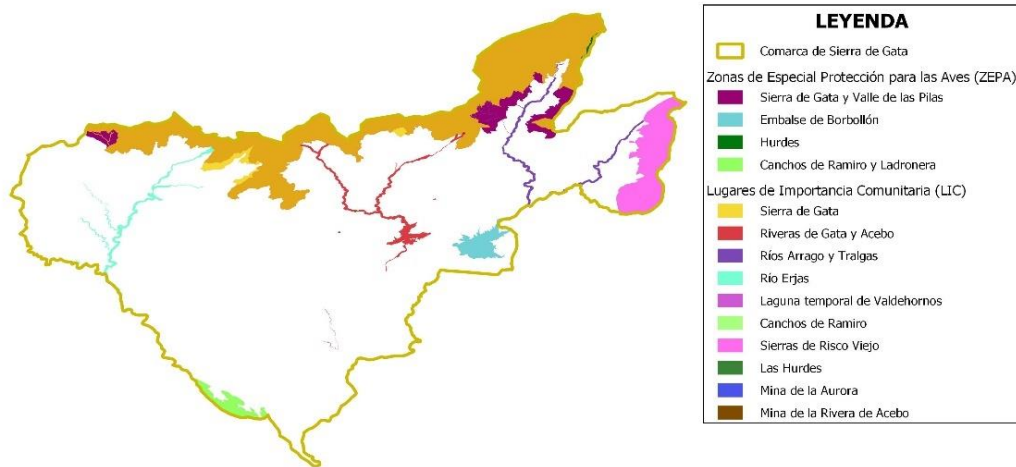 LEYENDA
Comarca de Sierra de Gata
Zonas de Especial Protección para las Aves (ZEPA)
Sierra de Gata y Valle de las Pilas
Embalse de Borbollón
Hurdes
Canchos de Ramiro y Ladronera
Lugares de Importancia Comunitaria (LIC)
Sierra de Gata
Riveras de Gata y Acebo
Ríos Arrago y Tralgas
Río Erjas
Laguna temporal de Valdehornos
Canchos de Ramiro
Sierras de Risco Viejo
Las Hurdes
Mina de la Aurora
Mina de la Rivera de Acebo